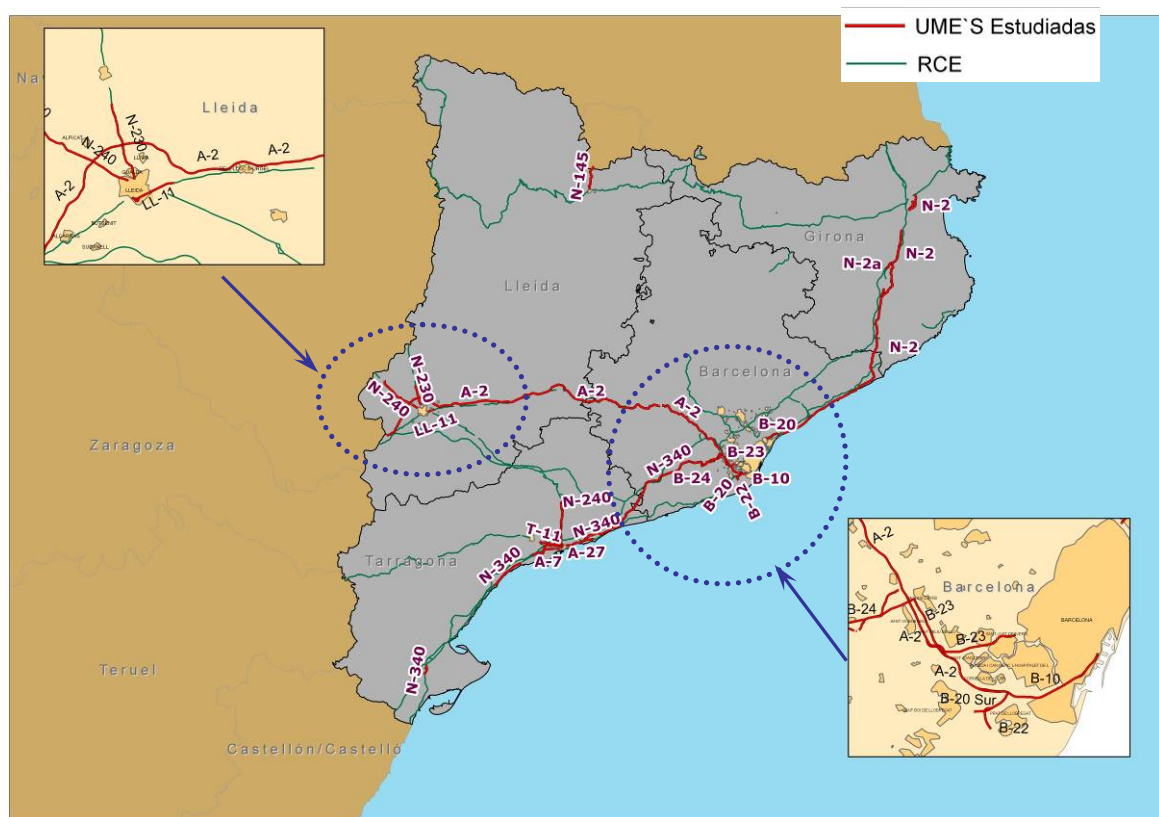 UME`S Estudiadas
RCE
Na
Lleida
ALPICAT
N-230
N-240
A-2
A-2
A-2
LLEIDA
LL-11
N-145
N-2
Girona
N-2
N-2a
Lleida
N-2
Barcelona
N-230
N-240
A-2
A-2
A-2
LL-11
B-20
B-23
Zaragoza
N-340
B-24
B-10
B-20
B-22
N-240
T-11
N-340
A-27
A-7
N-340
Tarragona
Teruel
N-340
Castellón/Castelló
A-2
Barcelona
B-24
B-23
BARCELONA
A-2
B-23
A-2
B-10
B-20 Sur
B-22